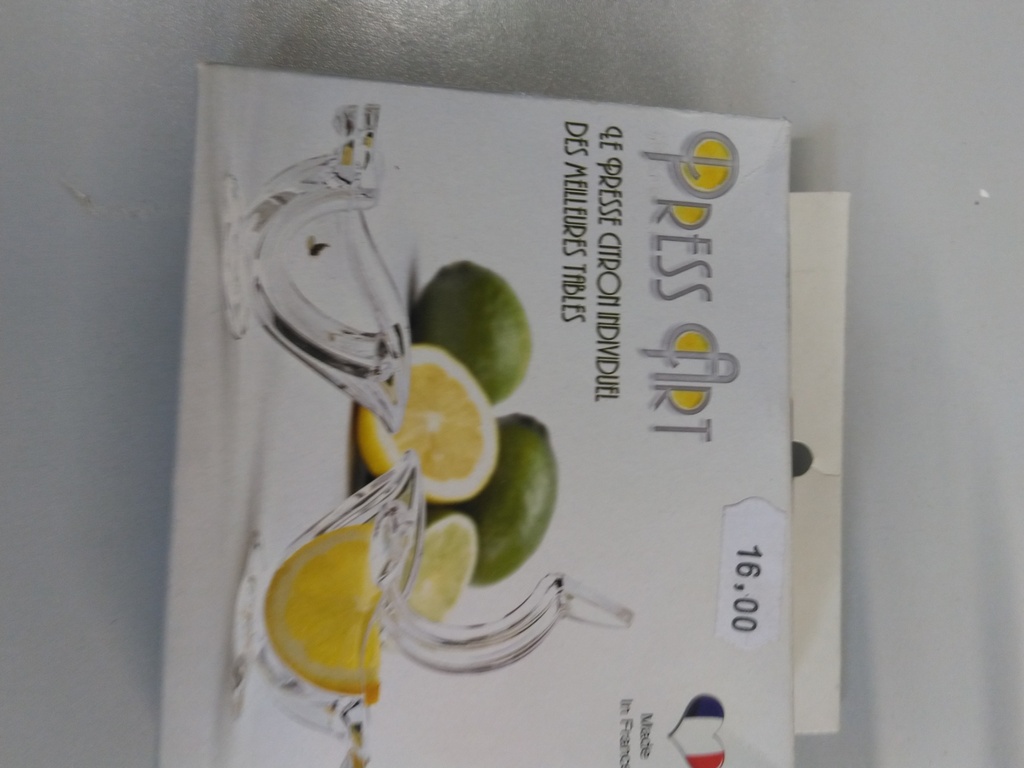 PRESS ART
LE PRESSE CITRON INDIVIDUEL
DES MEILLEURES TABLES
16,00
Made
In France